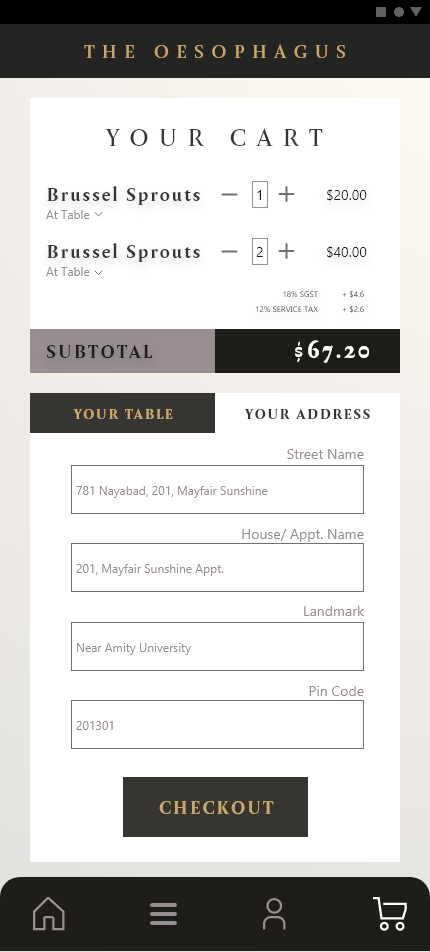 THE OESOPHAGUS
YOUR CART
Brussel Sprouts 1 $20.00
At Table
Brussel Sprouts 2 $40.00
At Table
18% SGST + $4.6
12% SERVICE TAX + $2.6
SUBTOTAL $67.20
YOUR TABLE YOUR ADDRESS
Street Name
781 Nayabad, 201, Mayfair Sunshine
House/ Appt. Name
201, Mayfair Sunshine Appt.
Landmark
Near Amity University
Pin Code
201301
CHECKOUT